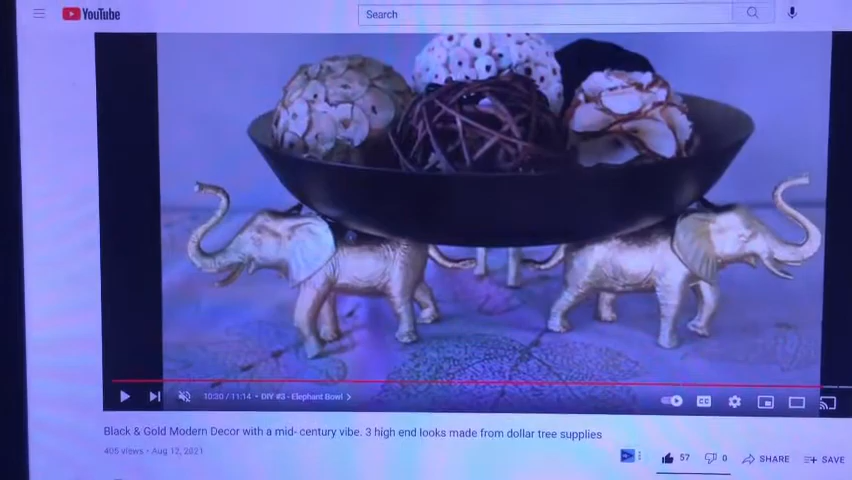 YouTube
Search
10:30 / 11:14 • DIY #3 - Elephant Bowl >
CC
Black & Gold Modern Decor with a mid- century vibe. 3 high end looks made from dollar tree supplies
405 views • Aug 12, 2021
57 0 SHARE SAVE